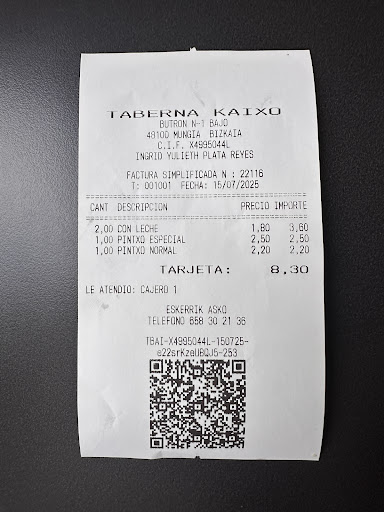 TABERNA KAIXO
BUTRON N-1 BAJO
48100 MUNGIA BIZKAIA
C.I.F. X4995044L
INGRID YULIETH PLATA REYES
FACTURA SIMPLIFICADA N : 22116
T: 001001 FECHA: 15/07/2025
CANT DESCRIPCION PRECIO IMPORTE
2,00 CON LECHE 1,80 3,60
1,00 PINTXO ESPECIAL 2,50 2,50
1,00 PINTXO NORMAL 2,20 2,20
TARJETA: 8,30
LE ATENDIO: CAJERO 1
ESKERRIK ASKO
TELEFONO 658 30 21 36
TBAI-X4995044L-150725-
e22srKzeUBQJ5-253